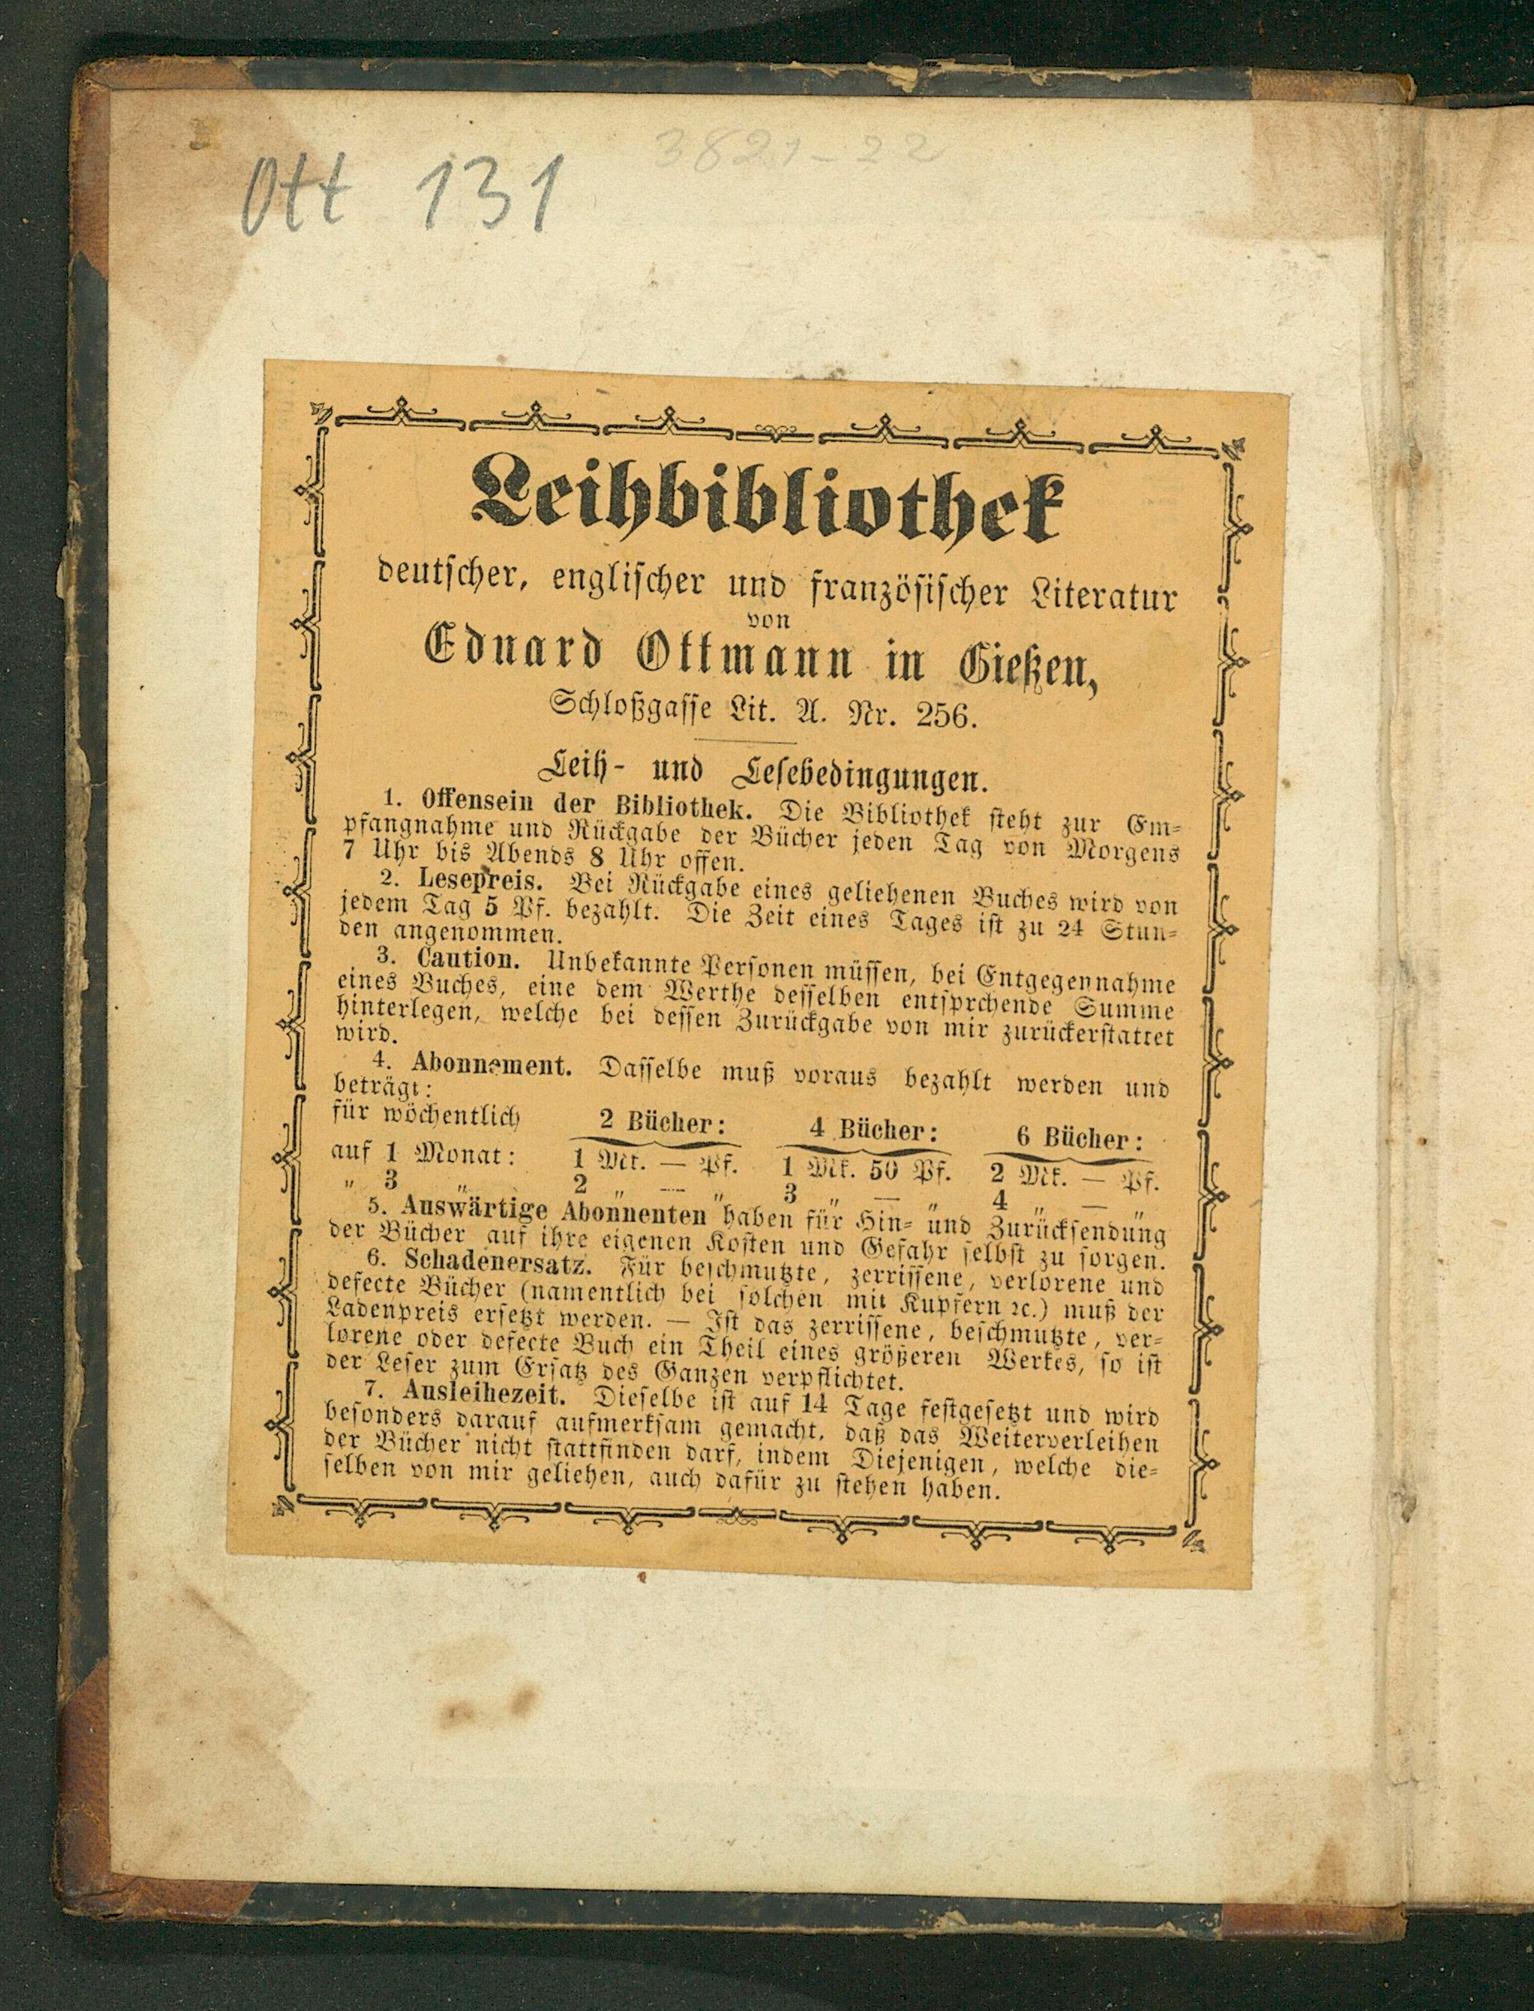 3821-22
Ott 131
Leihbibliothek
deutscher, englischer und französischer Literatur
von
Eduard Ottmann in Gießen,
Schloßgasse Lit. A. Nr. 256.
Leih- und Lesebedingungen.
1. Offensein der Bibliothek. Die Bibliothek steht zur Em-
pfangnahme und Rückgabe der Bücher jeden Tag von Morgens
7 Uhr bis Abends 8 Uhr offen.
2. Lesepreis. Bei Rückgabe eines geliehenen Buches wird von
jedem Tag 5 Pf. bezahlt. Die Zeit eines Tages ist zu 24 Stun-
den angenommen.
3. Caution. Unbekannte Personen müssen, bei Entgegennahme
eines Buches, eine dem Werthe desselben entsprchende Summe
hinterlegen, welche bei dessen Zurückgabe von mir zurückerstattet
wird.
4. Abonnement. Dasselbe muß voraus bezahlt werden und
beträgt:
für wöchentlich 2 Bücher: 4 Bücher: 6 Bücher:
auf 1 Monat: 1 Mk. — Pf. 1 Mk. 50 Pf. 2 Mk. — Pf.
„ 3 „ 2 „ — „ 3 „ — „ 4 „ — „
5. Auswärtige Abonnenten haben für Hin- und Zurücksendung
der Bücher auf ihre eigenen Kosten und Gefahr selbst zu sorgen.
6. Schadenersatz. Für beschmutzte, zerrissene, verlorene und
defecte Bücher (namentlich bei solchen mit Kupfern ꝛc.) muß der
Ladenpreis ersetzt werden. — Ist das zerrissene, beschmutzte, ver-
lorene oder defecte Buch ein Theil eines größeren Werkes, so ist
der Leser zum Ersatz des Ganzen verpflichtet.
7. Ausleihezeit. Dieselbe ist auf 14 Tage festgesetzt und wird
besonders darauf aufmerksam gemacht, daß das Weiterverleihen
der Bücher nicht stattfinden darf, indem Diejenigen, welche die-
selben von mir geliehen, auch dafür zu stehen haben.